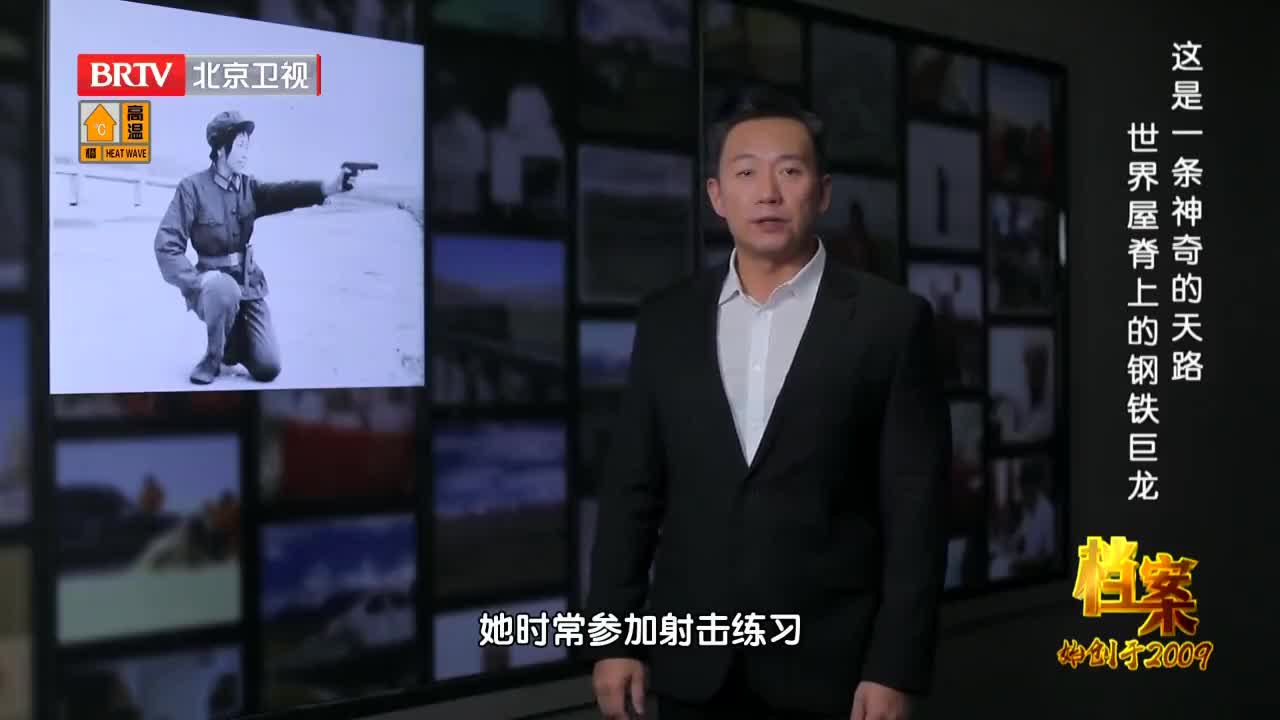 BRTV 北京卫视
高温
℃
橙 HEAT WAVE
这是一条神奇的天路
世界屋脊上的钢铁巨龙
档案
始创于2009
她时常参加射击练习